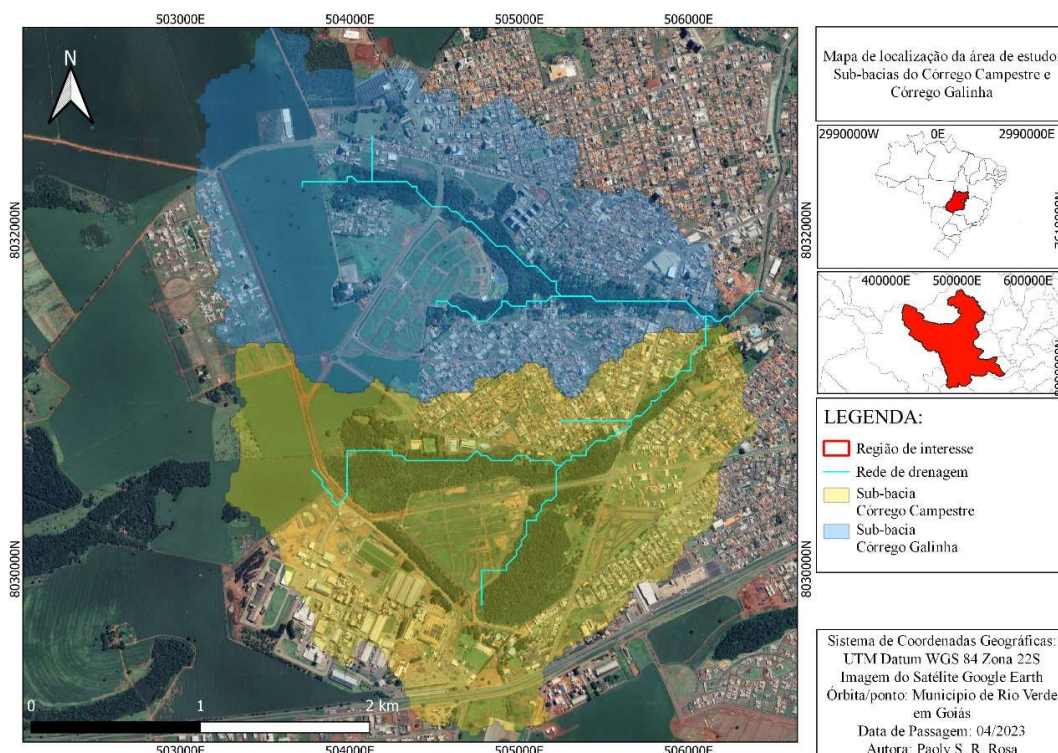 503000E 504000E 505000E 506000E
N
8032000N
8032000N
8030000N
8030000N
0 1 2 km
503000E 504000E 505000E 506000E
Mapa de localização da área de estudo:
Sub-bacias do Córrego Campestre e
Córrego Galinha
2990000W 0E 2990000E
400000E 500000E 600000E
LEGENDA:
Região de interesse
Rede de drenagem
Sub-bacia
Córrego Campestre
Sub-bacia
Córrego Galinha
Sistema de Coordenadas Geográficas:
UTM Datum WGS 84 Zona 22S
Imagem do Satélite Google Earth
Órbita/ponto: Município de Rio Verde
em Goiás
Data de Passagem: 04/2023
Autora: Paoly S. R. Rosa